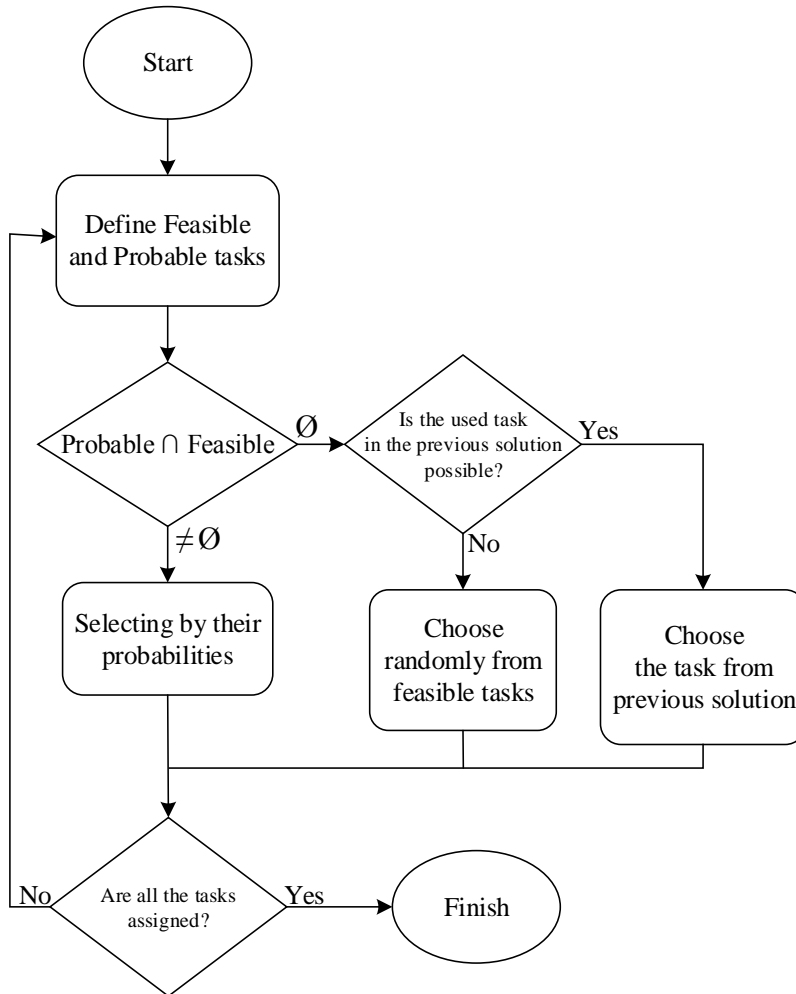 Start
Define Feasible
and Probable tasks
Probable ∩ Feasible
Ø
Is the used task
in the previous solution
possible?
Yes
≠Ø
No
Selecting by their
probabilities
Choose
randomly from
feasible tasks
Choose
the task from
previous solution
No
Are all the tasks
assigned?
Yes
Finish